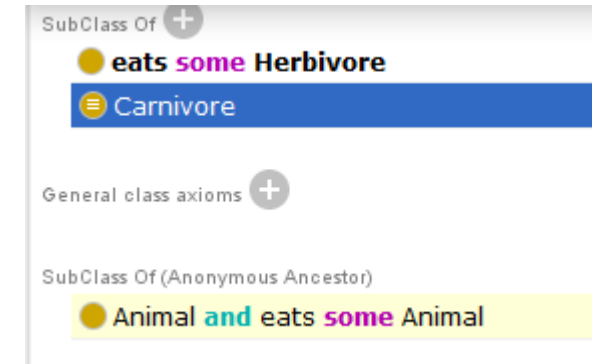 SubClass Of
eats some Herbivore
Carnivore
General class axioms
SubClass Of (Anonymous Ancestor)
Animal and eats some Animal